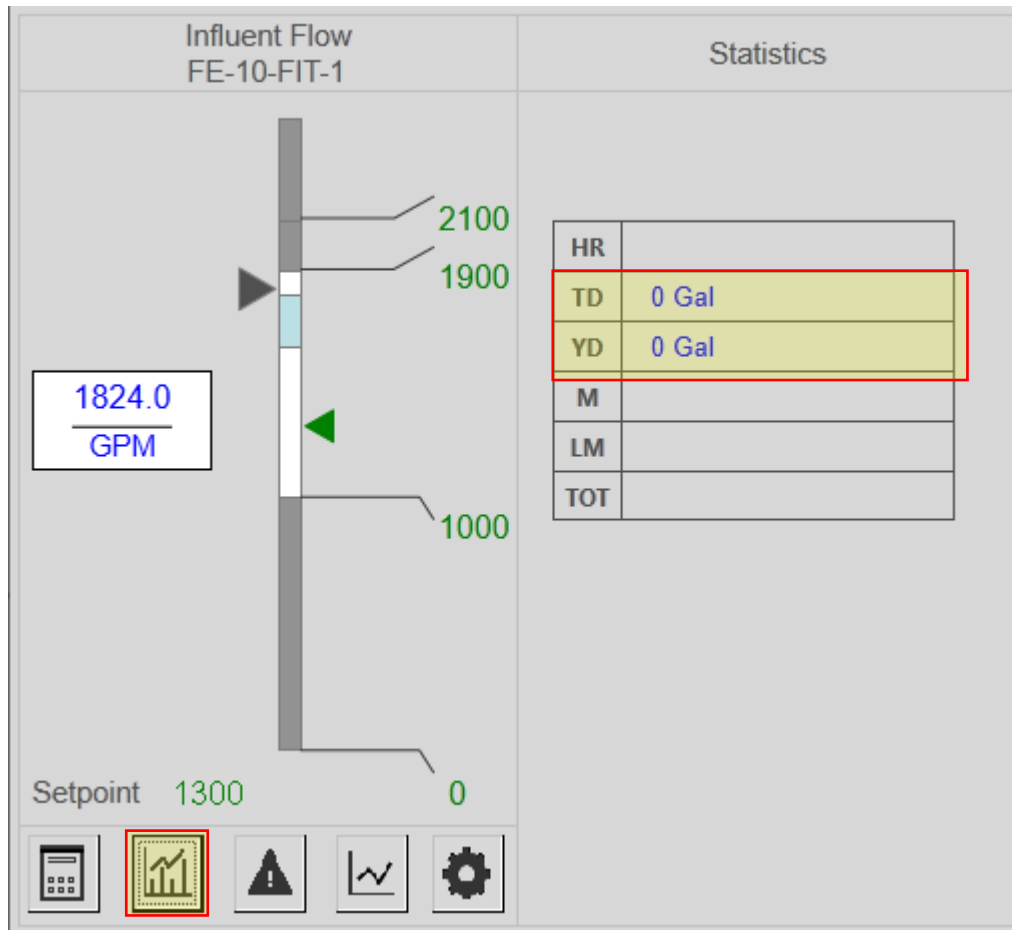 Influent Flow
FE-10-FIT-1
Statistics
2100
1900
1824.0
GPM
1000
Setpoint 1300
0
HR
TD 0 Gal
YD 0 Gal
M
LM
TOT